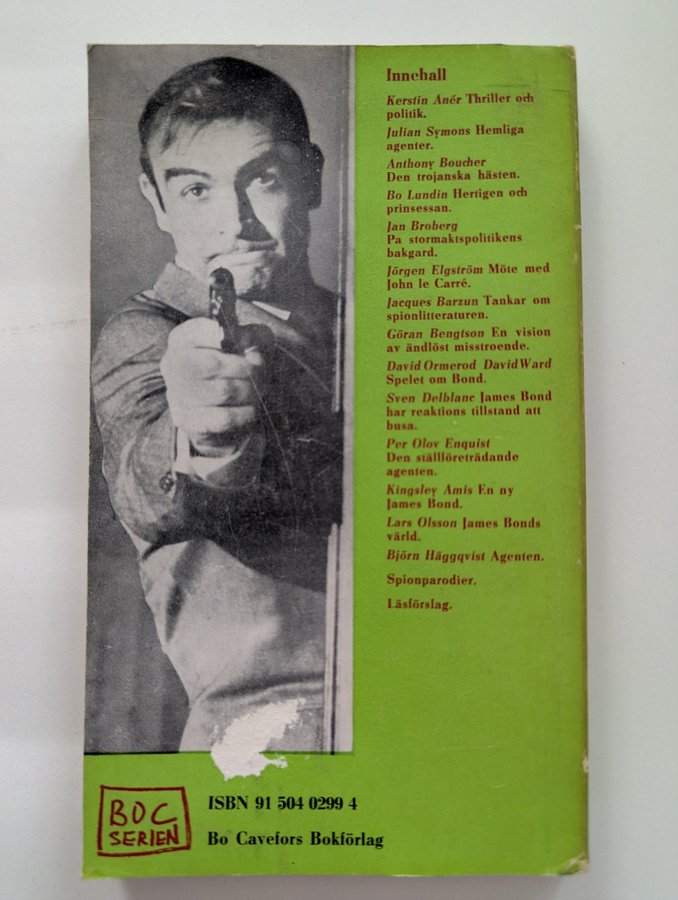 Innehall
Kerstin Anér Thriller och
politik.
Julian Symons Hemliga
agenter.
Anthony Boucher
Den trojanska hästen.
Bo Lundin Hertigen och
prinsessan.
Jan Broberg
Pa stormaktspolitikens
bakgard.
Jörgen Elgström Möte med
John le Carré.
Jacques Barzun Tankar om
spionlitteraturen.
Göran Bengtson En vision
av ändlöst misstroende.
David Ormerod David Ward
Spelet om Bond.
Sven Delblanc James Bond
har reaktions tillstand att
busa.
Per Olov Enquist
Den ställföreträdande
agenten.
Kingsley Amis En ny
James Bond.
Lars Olsson James Bonds
värld.
Björn Häggqvist Agenten.
Spionparodier.
Läsförslag.
BOC
SERIEN
ISBN 91 504 0299 4
Bo Cavefors Bokförlag